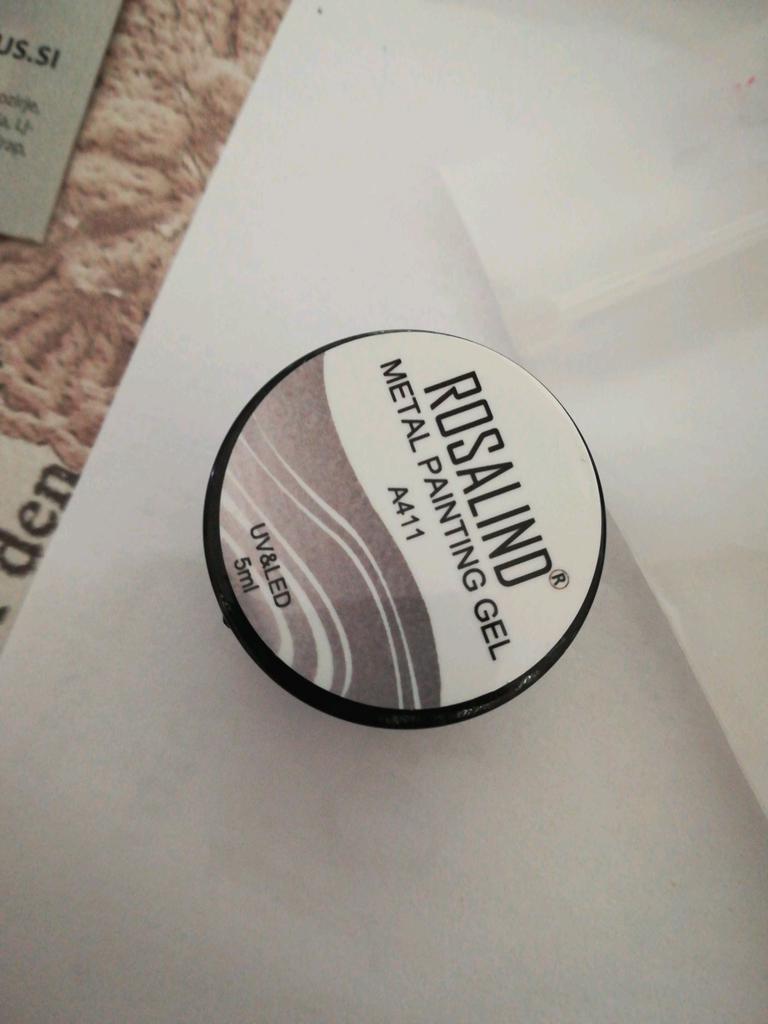 US.SI
ROSALIND®
METAL PAINTING GEL
A411
UV&LED
5ml
den